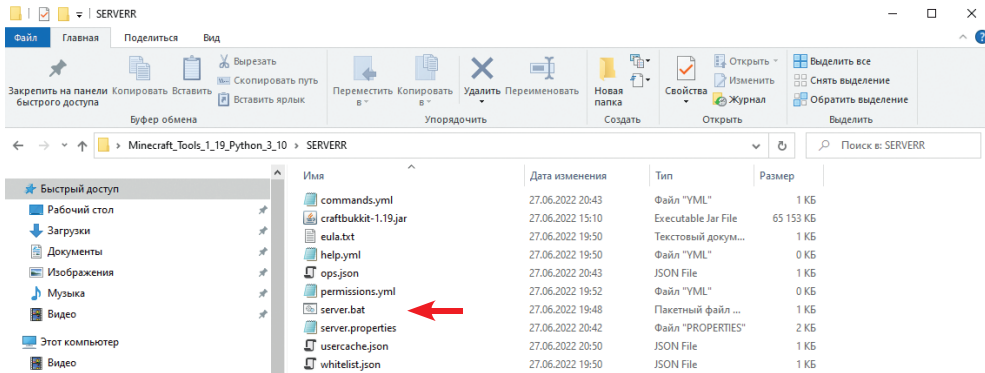 SERVERR
Файл Главная Поделиться Вид
Закрепить на панели быстрого доступа
Копировать
Вставить
Вырезать
Скопировать путь
Вставить ярлык
Буфер обмена
Переместить в
Копировать в
Удалить
Переименовать
Упорядочить
Новая папка
Создать
Свойства
Открыть
Изменить
Журнал
Открыть
Выделить все
Снять выделение
Обратить выделение
Выделить
Minecraft_Tools_1_19_Python_3_10 > SERVERR
Поиск в: SERVERR
Быстрый доступ
Рабочий стол
Загрузки
Документы
Изображения
Музыка
Видео
Этот компьютер
Видео
Имя Дата изменения Тип Размер
commands.yml 27.06.2022 20:43 Файл "YML" 1 КБ
craftbukkit-1.19.jar 27.06.2022 15:10 Executable Jar File 65 153 КБ
eula.txt 27.06.2022 19:50 Текстовый докум... 1 КБ
help.yml 27.06.2022 19:50 Файл "YML" 0 КБ
ops.json 27.06.2022 20:43 JSON File 1 КБ
permissions.yml 27.06.2022 19:52 Файл "YML" 0 КБ
server.bat 27.06.2022 19:48 Пакетный файл ... 1 КБ
server.properties 27.06.2022 20:42 Файл "PROPERTIES" 2 КБ
usercache.json 27.06.2022 20:50 JSON File 1 КБ
whitelist.json 27.06.2022 19:50 JSON File 1 КБ